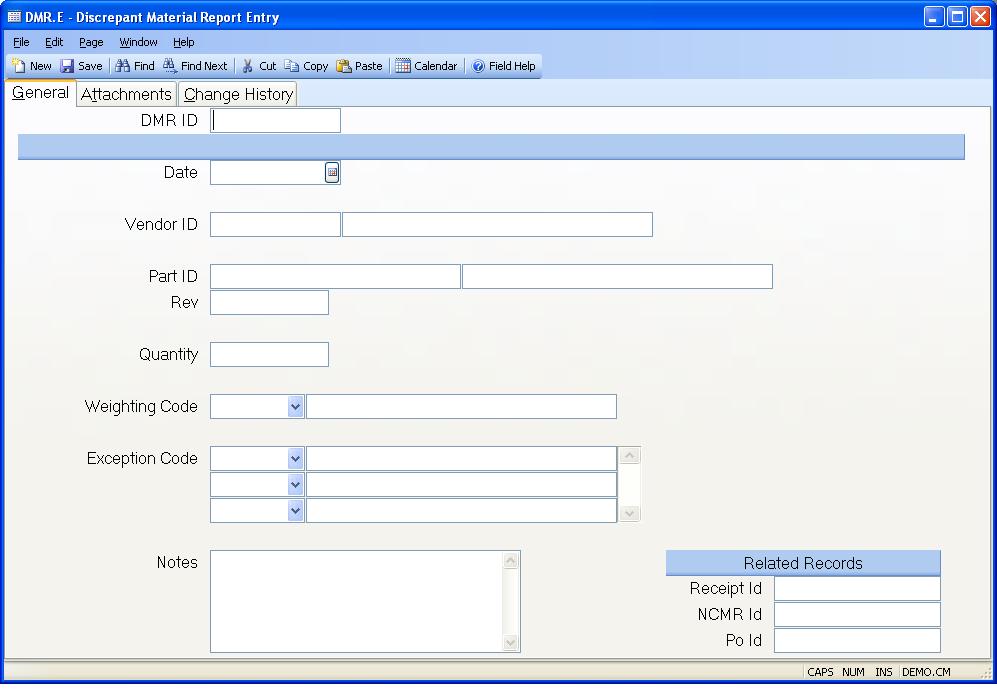 DMR.E - Discrepant Material Report Entry
File Edit Page Window Help
New Save Find Find Next Cut Copy Paste Calendar Field Help
General Attachments Change History
DMR ID
Date
Vendor ID
Part ID
Rev
Quantity
Weighting Code
Exception Code
Notes
Related Records
Receipt Id
NCMR Id
Po Id
CAPS NUM INS DEMO.CM